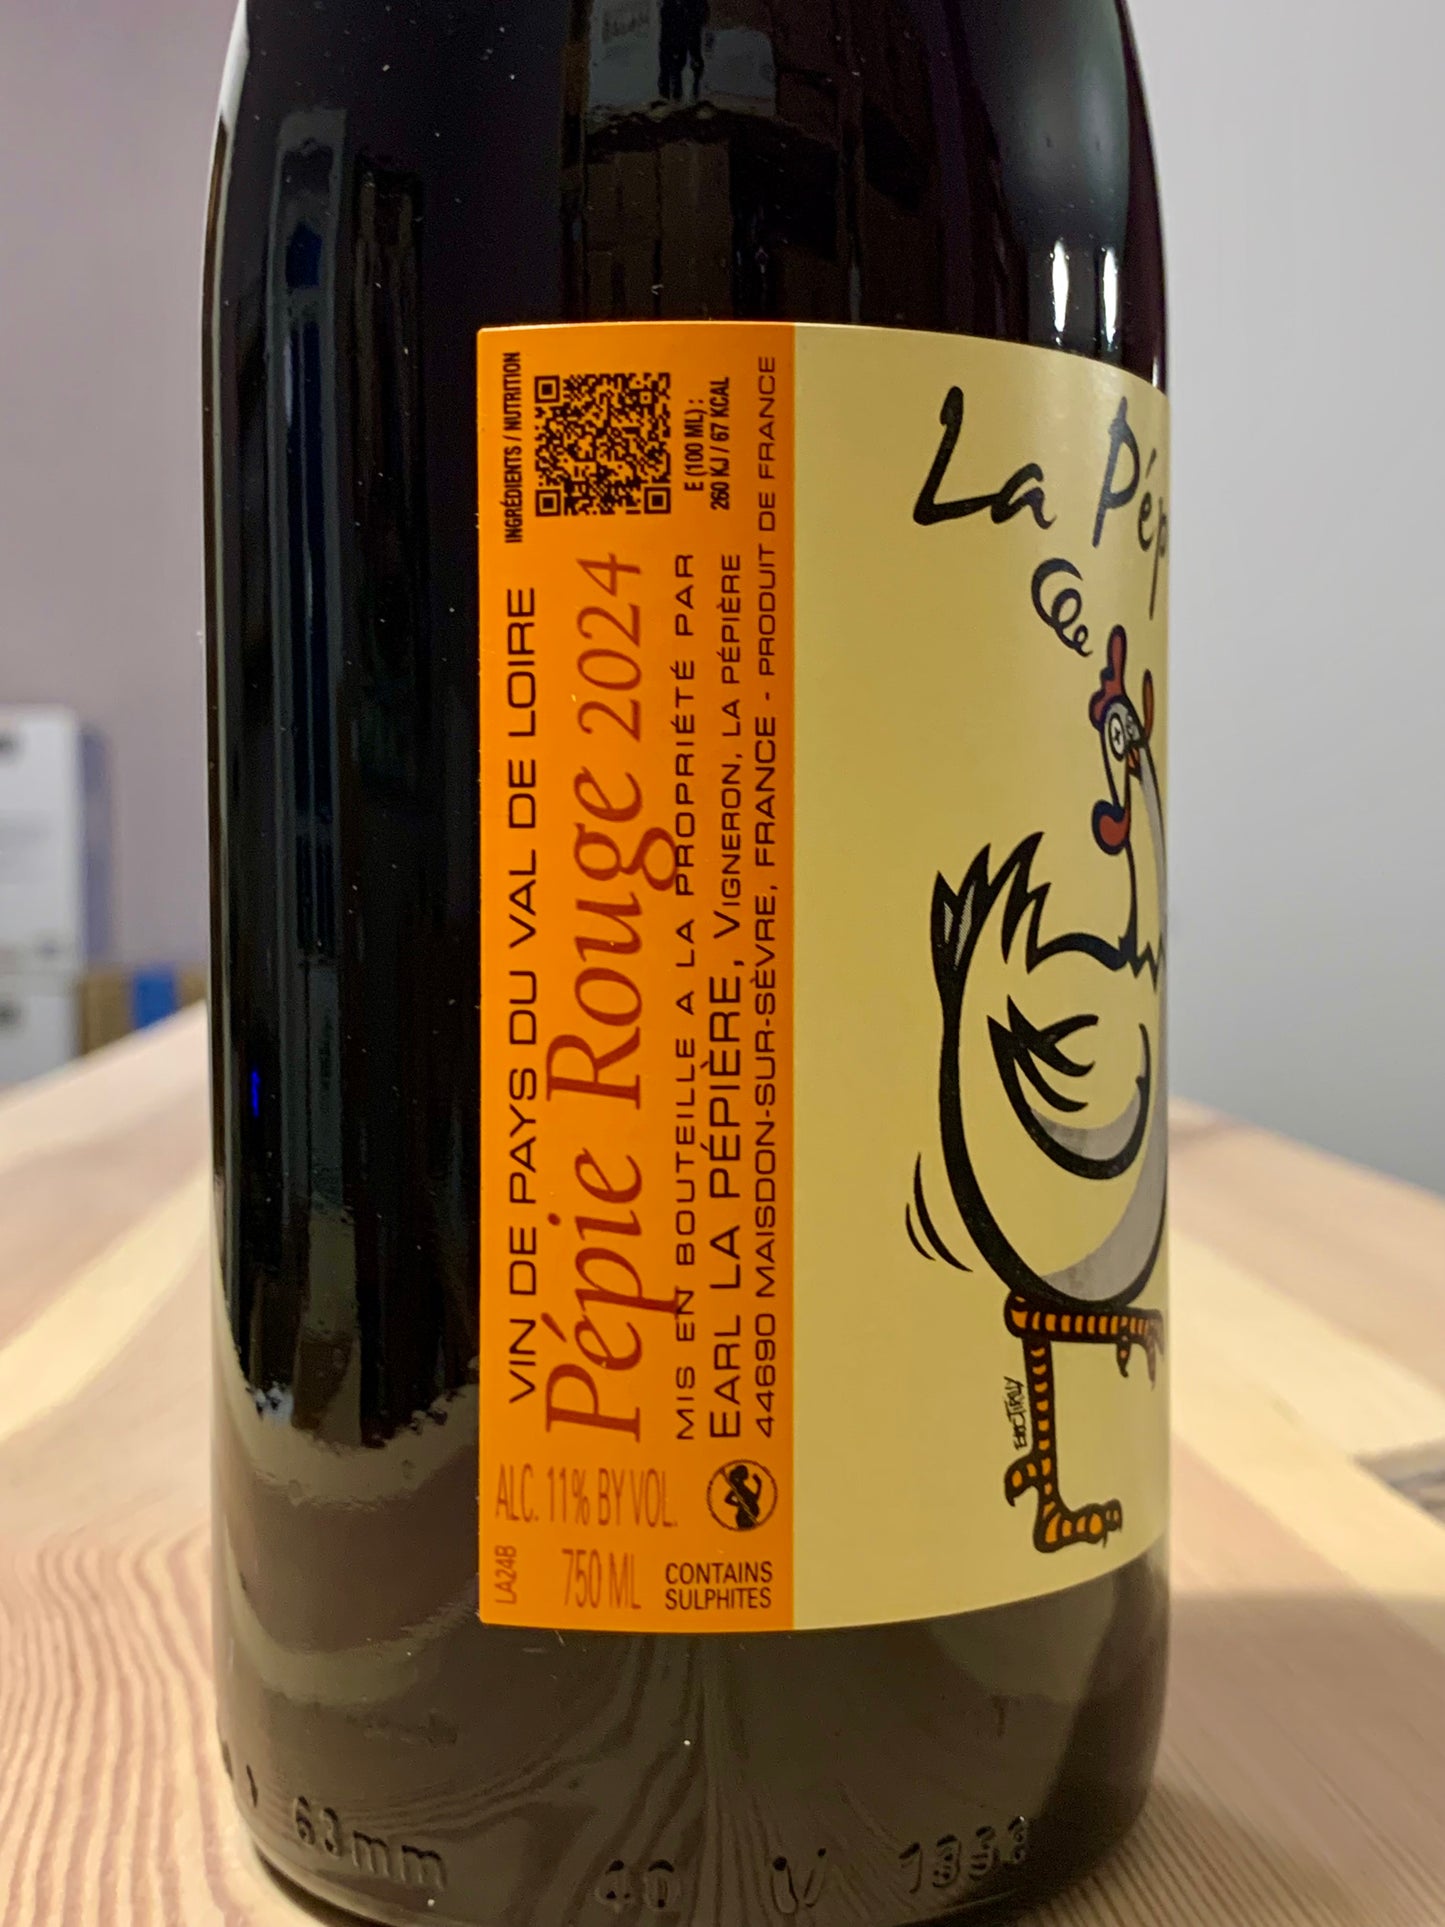 INGRÉDIENTS / NUTRITION
E (100 ML) :
260 KJ / 67 KCAL
VIN DE PAYS DU VAL DE LOIRE
Pépie Rouge 2024
MIS EN BOUTEILLE A LA PROPRIÉTÉ PAR
EARL LA PÉPIÈRE, VIGNERON, LA PÉPIÈRE
44690 MAISDON-SUR-SÈVRE, FRANCE - PRODUIT DE FRANCE
ALC. 11% BY VOL.
LA24B
750 ML
CONTAINS
SULPHITES
La Pép
63mm